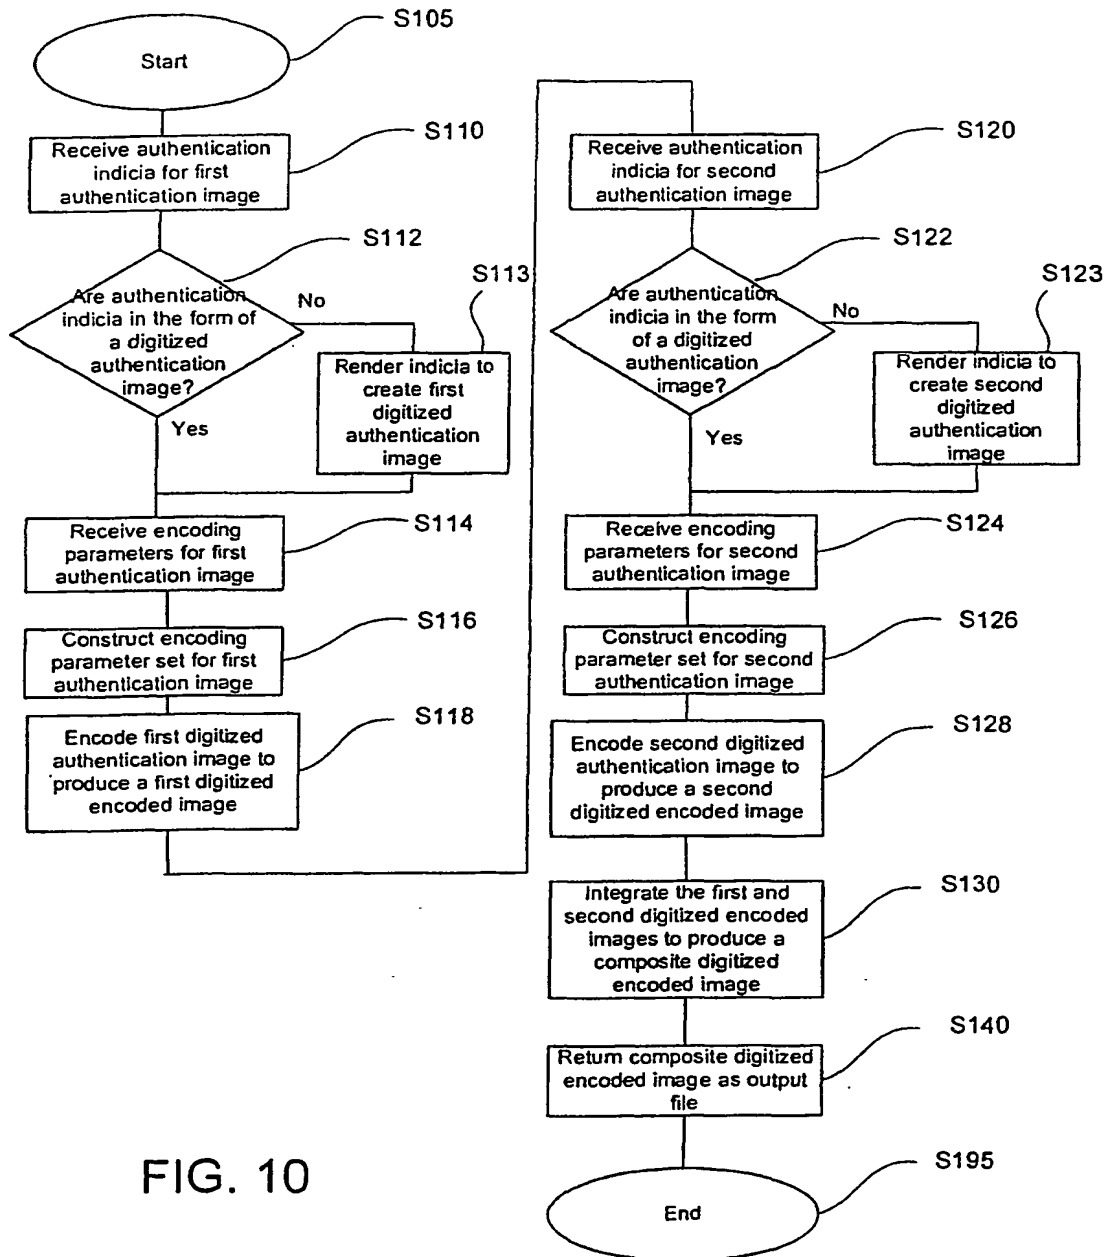 Start
S105
Receive authentication
indicia for first
authentication image
S110
Are authentication
indicia in the form of
a digitized
authentication
image?
S112
No
Yes
S113
Render indicia to
create first
digitized
authentication
image
Receive encoding
parameters for first
authentication image
S114
Construct encoding
parameter set for first
authentication image
S116
Encode first digitized
authentication image to
produce a first digitized
encoded image
S118
Receive authentication
indicia for second
authentication image
S120
Are authentication
indicia in the form
of a digitized
authentication
image?
S122
No
Yes
S123
Render indicia to
create second
digitized
authentication
image
Receive encoding
parameters for second
authentication image
S124
Construct encoding
parameter set for second
authentication image
S126
Encode second digitized
authentication image to
produce a second
digitized encoded image
S128
Integrate the first and
second digitized encoded
images to produce a
composite digitized
encoded image
S130
Return composite digitized
encoded image as output
file
S140
End
S195
FIG. 10